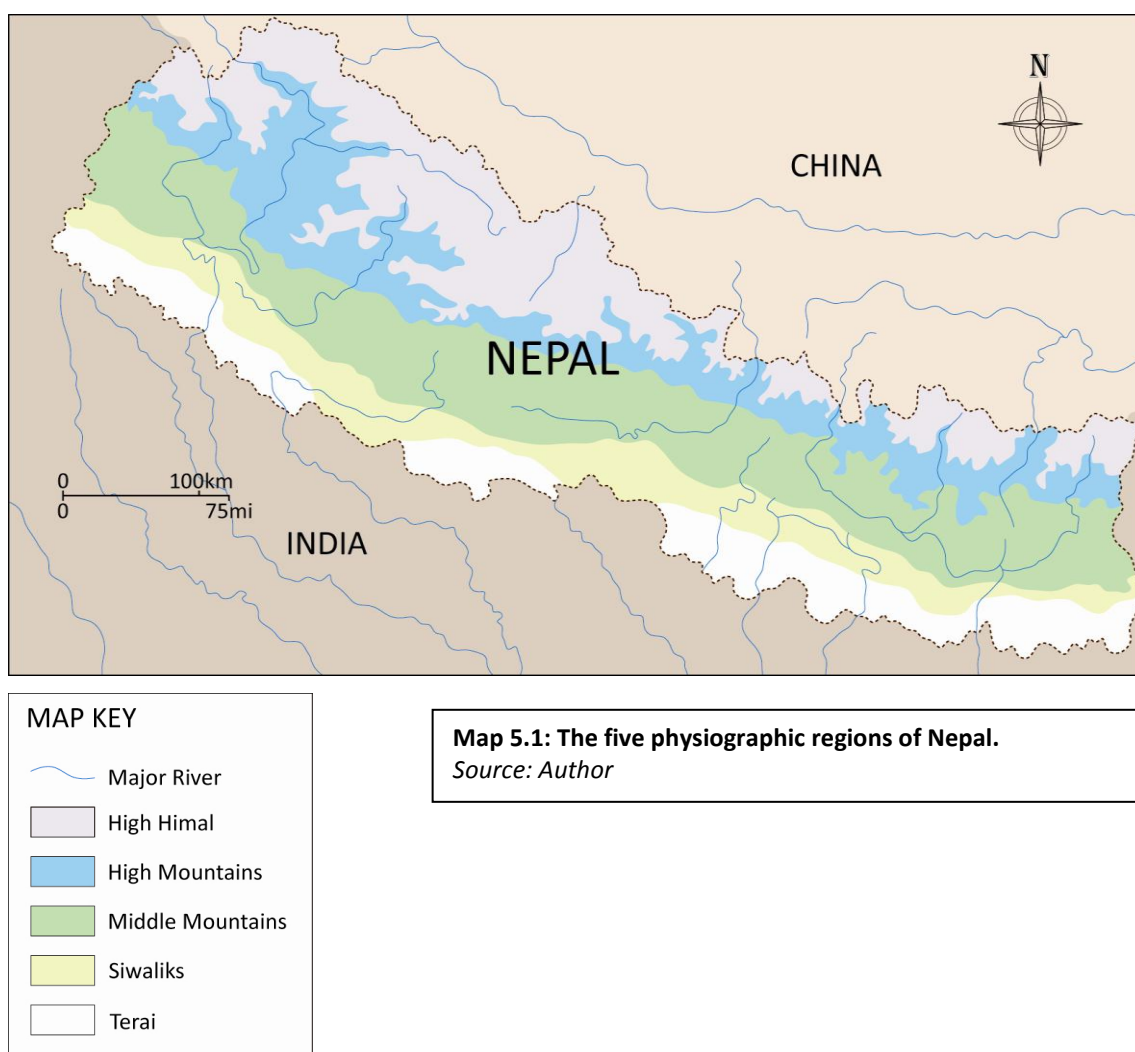 N
CHINA
NEPAL
0 100km
0 75mi
INDIA
MAP KEY
Major River
High Himal
High Mountains
Middle Mountains
Siwaliks
Terai
Map 5.1: The five physiographic regions of Nepal.
Source: Author